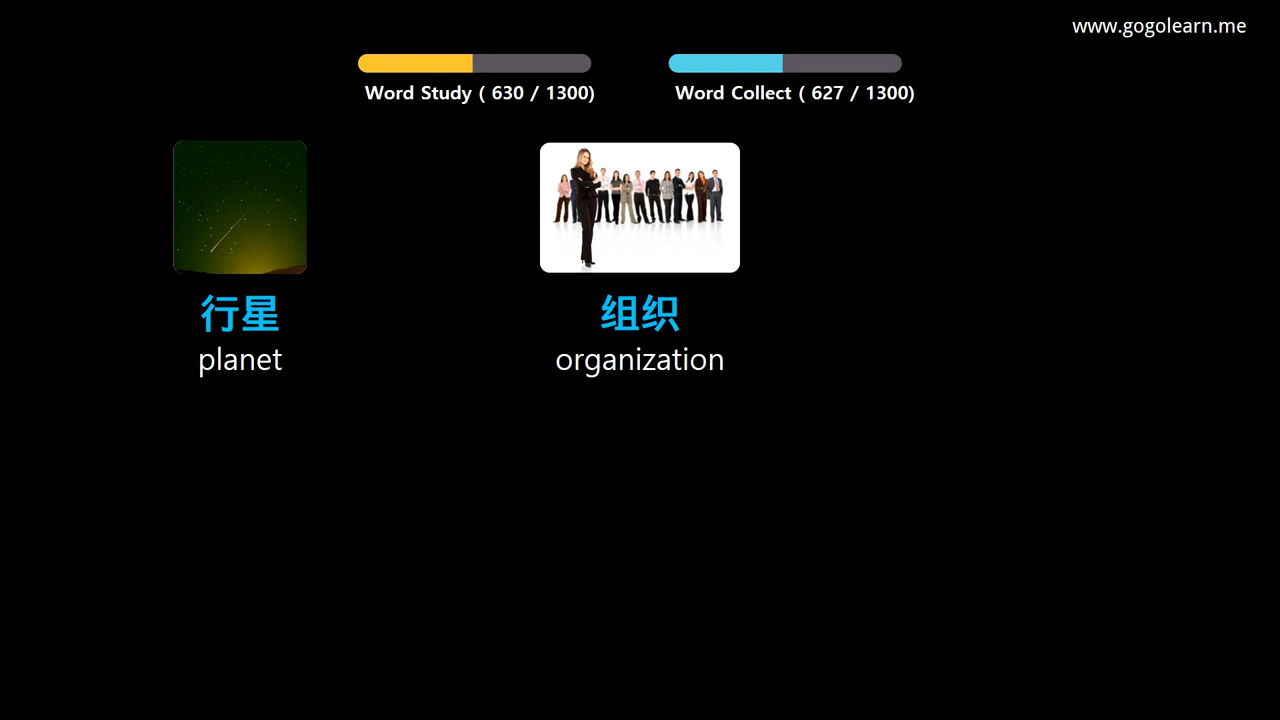 www.gogolearn.me
Word Study ( 630 / 1300)
Word Collect ( 627 / 1300)
行星
planet
组织
organization